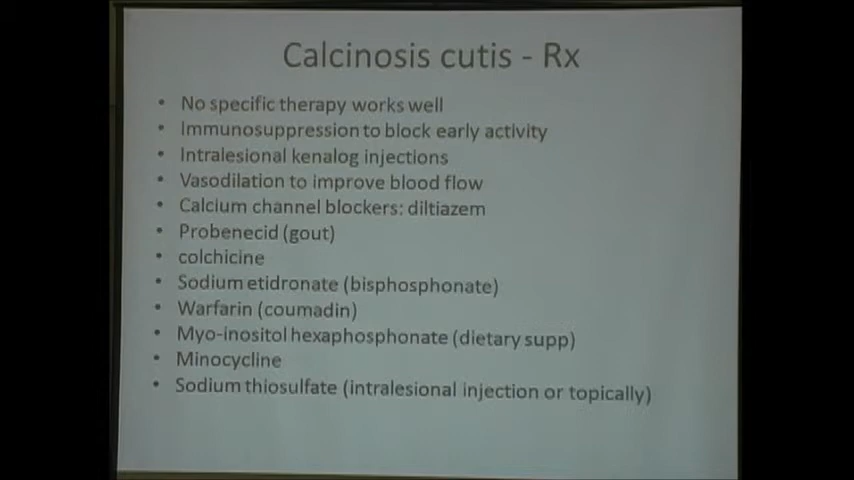 Calcinosis cutis - Rx
• No specific therapy works well
• Immunosuppression to block early activity
• Intralesional kenalog injections
• Vasodilation to improve blood flow
• Calcium channel blockers: diltiazem
• Probenecid (gout)
• colchicine
• Sodium etidronate (bisphosphonate)
• Warfarin (coumadin)
• Myo-inositol hexaphosphonate (dietary supp)
• Minocycline
• Sodium thiosulfate (intralesional injection or topically)